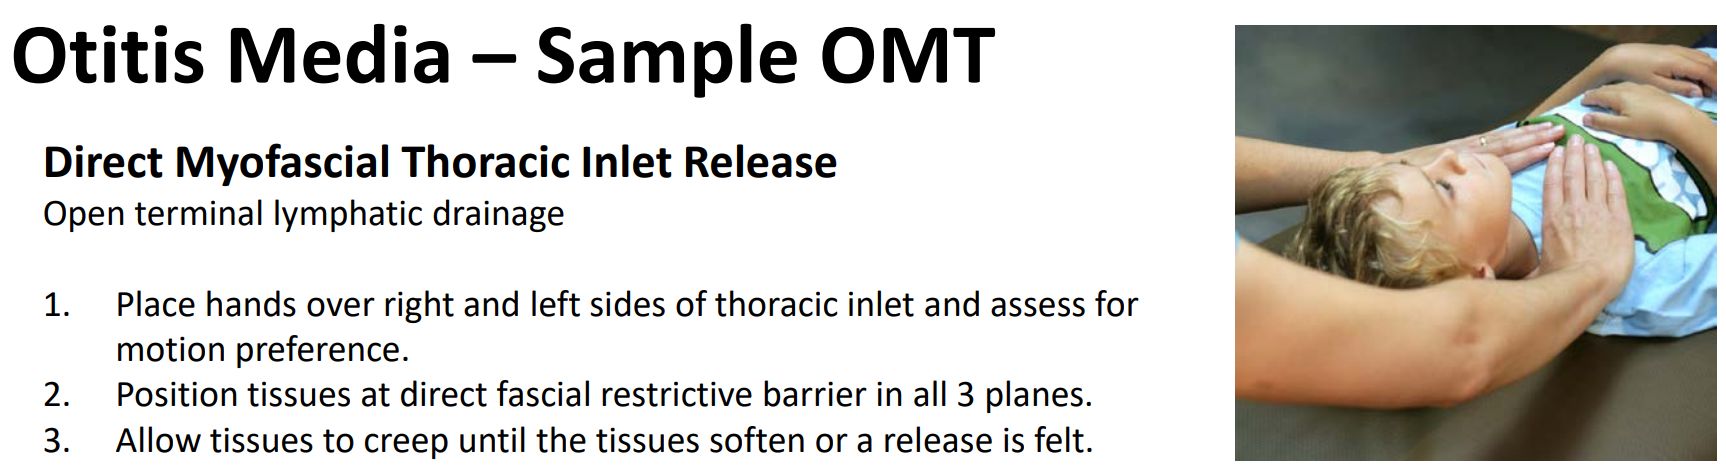 Otitis Media – Sample OMT
Direct Myofascial Thoracic Inlet Release
Open terminal lymphatic drainage
1. Place hands over right and left sides of thoracic inlet and assess for
motion preference.
2. Position tissues at direct fascial restrictive barrier in all 3 planes.
3. Allow tissues to creep until the tissues soften or a release is felt.